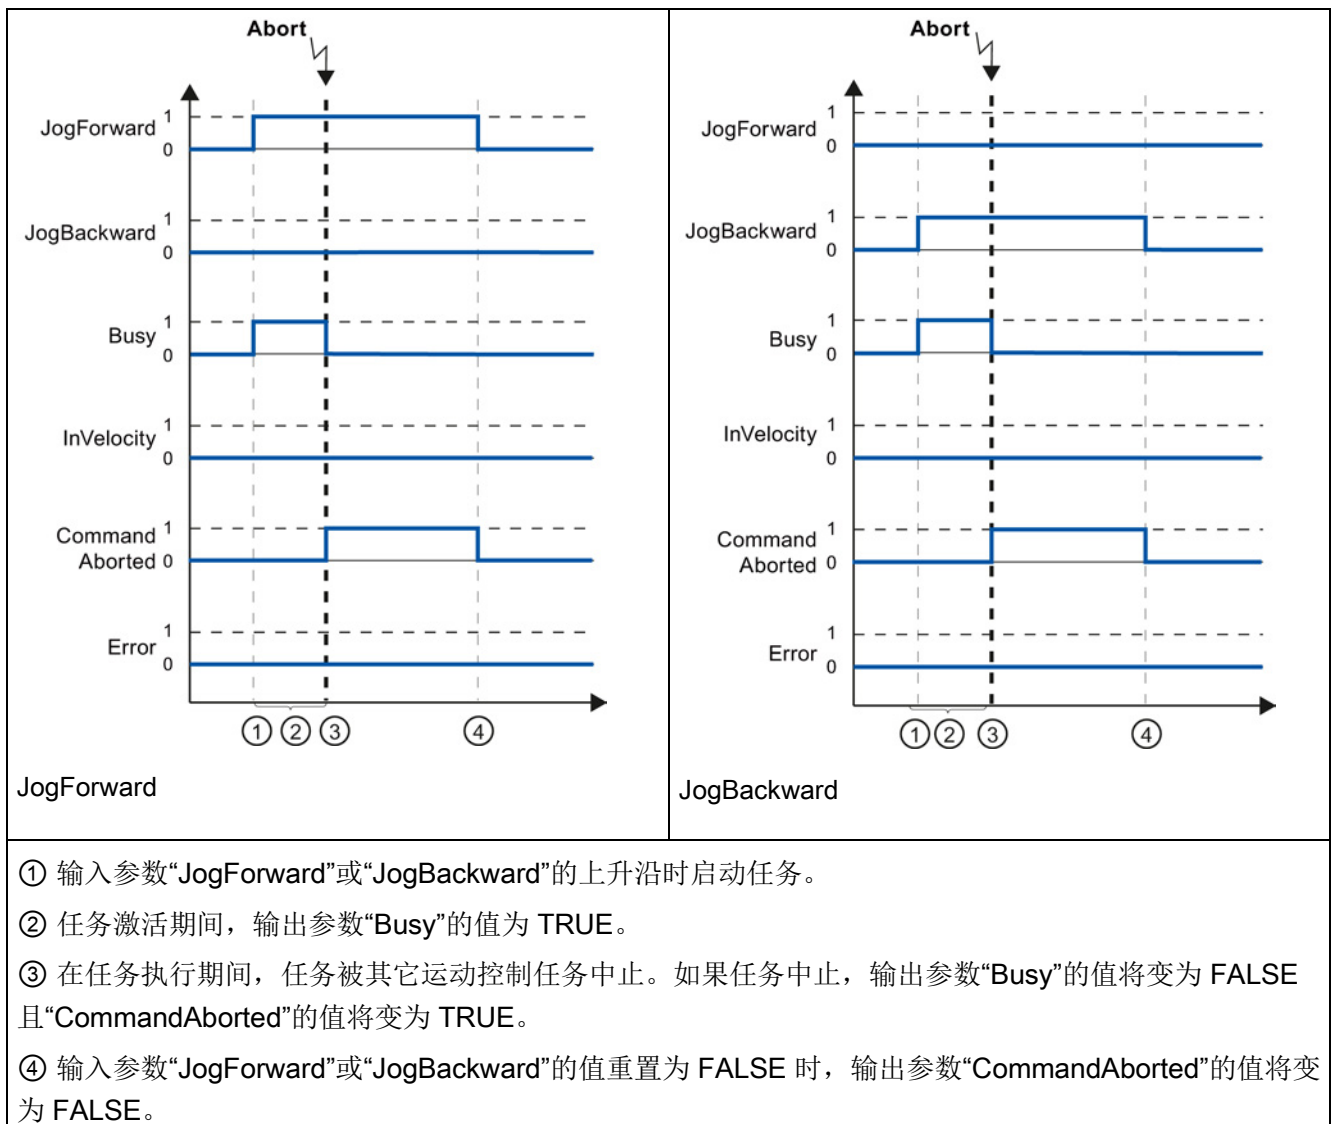 Abort
JogForward 1
0
JogBackward 1
0
Busy 1
0
InVelocity 1
0
Command 1
Aborted 0
Error 1
0
① ② ③ ④
JogForward
Abort
JogForward 1
0
JogBackward 1
0
Busy 1
0
InVelocity 1
0
Command 1
Aborted 0
Error 1
0
① ② ③ ④
JogBackward
① 输入参数“JogForward”或“JogBackward”的上升沿时启动任务。
② 任务激活期间，输出参数“Busy”的值为 TRUE。
③ 在任务执行期间，任务被其它运动控制任务中止。如果任务中止，输出参数“Busy”的值将变为 FALSE
且“CommandAborted”的值将变为 TRUE。
④ 输入参数“JogForward”或“JogBackward”的值重置为 FALSE 时，输出参数“CommandAborted”的值将变
为 FALSE。